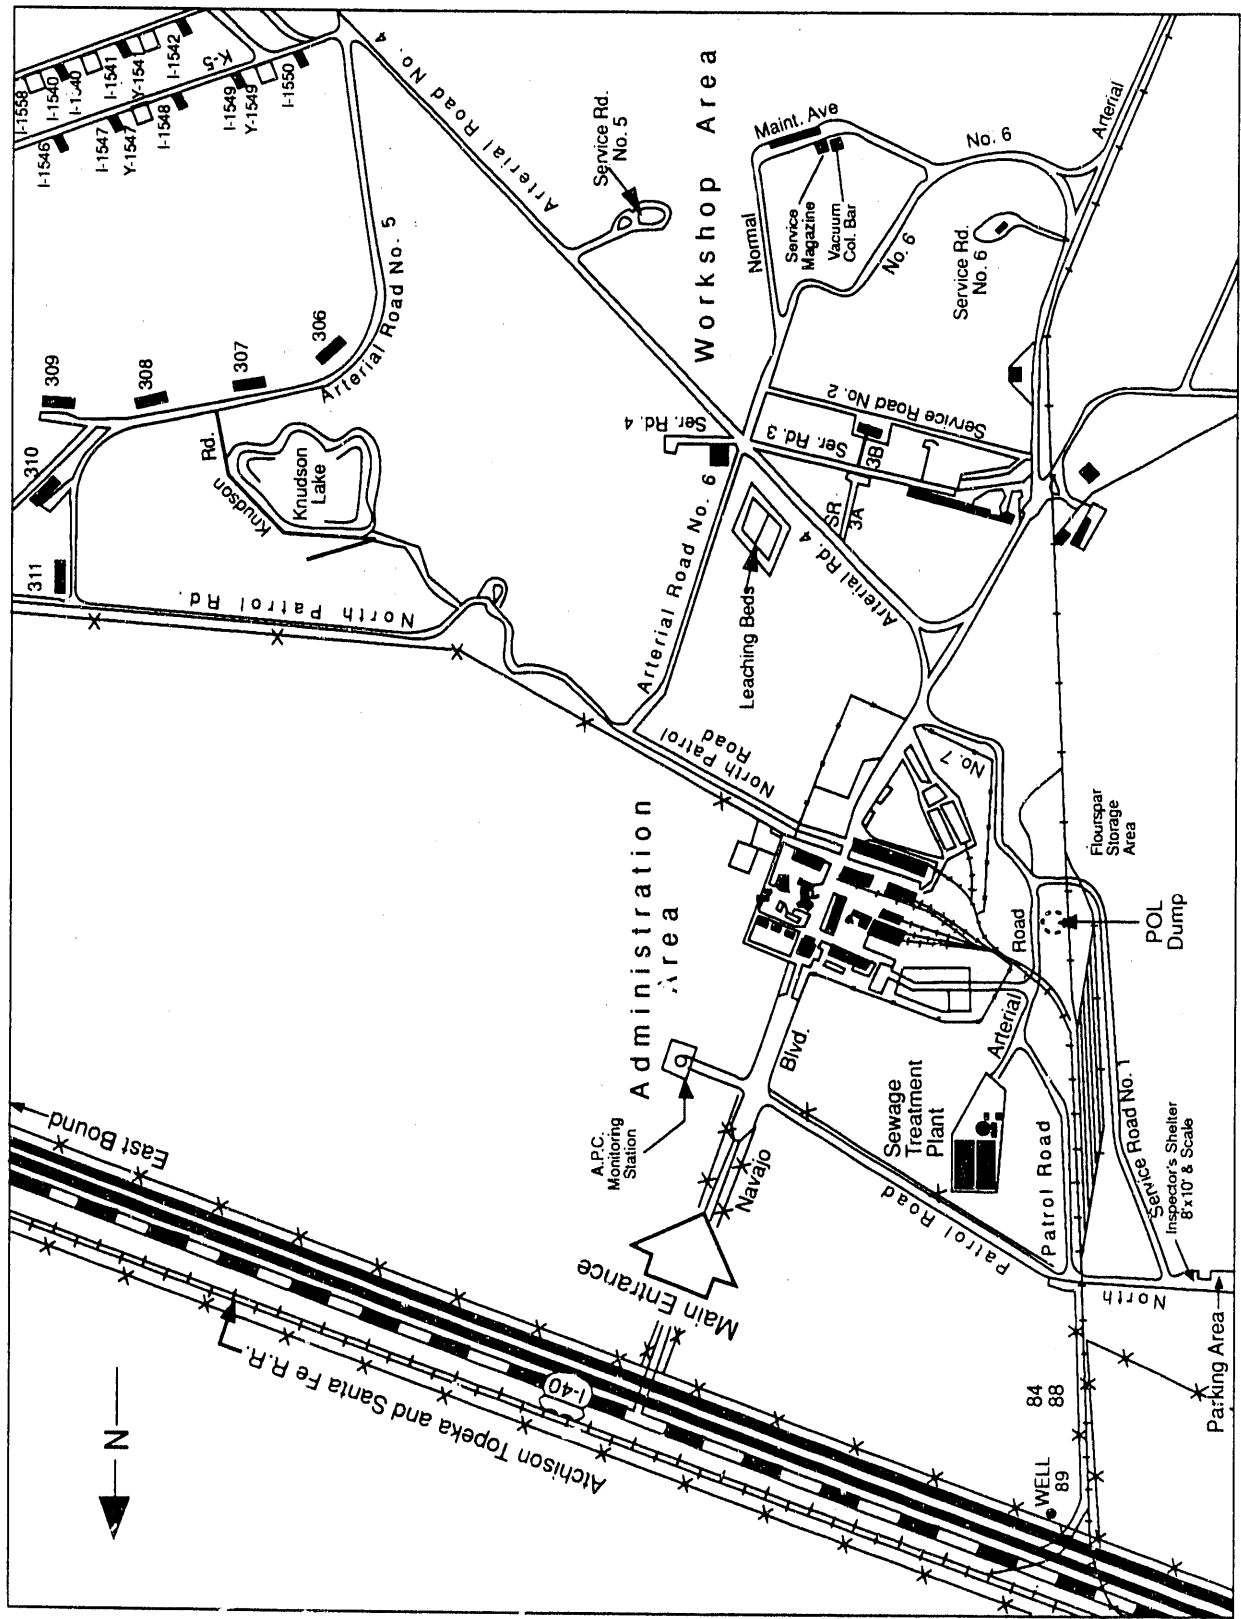 I-1558
I-1540
I-1540
I-1541
Y-1541
I-1542
K-5
I-1546
I-1547
Y-1547
I-1548
I-1549
Y-1549
I-1550
4
Arterial Road No. 4
Arterial Road No. 5
309
308
307
306
310
311
Knudson
Rd.
Knudson
Lake
North Patrol Rd.
Service Rd.
No. 5
Workshop Area
Maint. Ave
Normal
Service
Magazine
Vacuum
Col. Bar
No. 6
No. 6
Arterial
Service Rd.
No. 6
Service Road No. 2
Ser. Rd. 4
Ser. Rd. 3
3B
SR
3A
Arterial Road No. 6
Arterial Rd. 4
Leaching Beds
North Patrol
Road
No. 7
Administration
Area
Flourspar
Storage
Area
POL
Dump
Road
Arterial
Blvd.
A.P.C.
Monitoring
Station
Navajo
Sewage
Treatment
Plant
Patrol Road
Patrol Road
North
Service Road No. 1
Inspector's Shelter
8'x10' & Scale
Parking Area
Main Entrance
East Bound
Atchison Topeka and Santa Fe R.R.
I-40
N
84
88
WELL
89